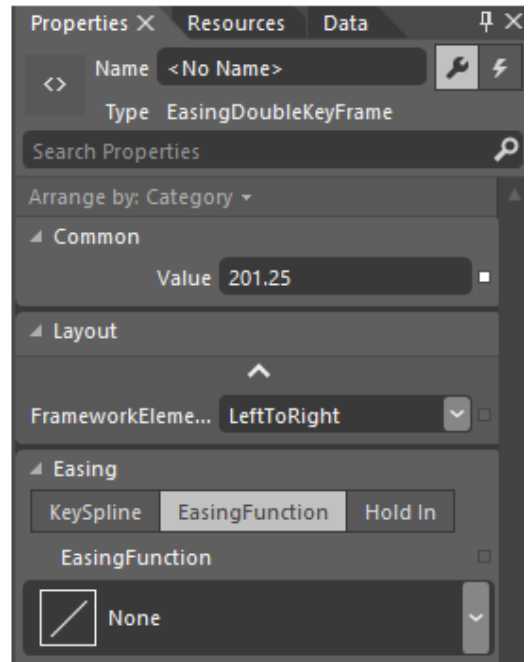 Properties Resources Data
Name <No Name>
Type EasingDoubleKeyFrame
Search Properties
Arrange by: Category
Common
Value 201.25
Layout
FrameworkEleme... LeftToRight
Easing
KeySpline EasingFunction Hold In
EasingFunction
None